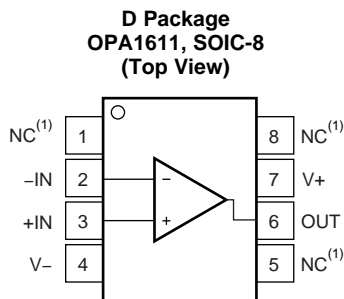 D Package
OPA1611, SOIC-8
(Top View)
NC(1) 1 8 NC(1)
–IN 2 – 7 V+
+IN 3 + 6 OUT
V– 4 5 NC(1)